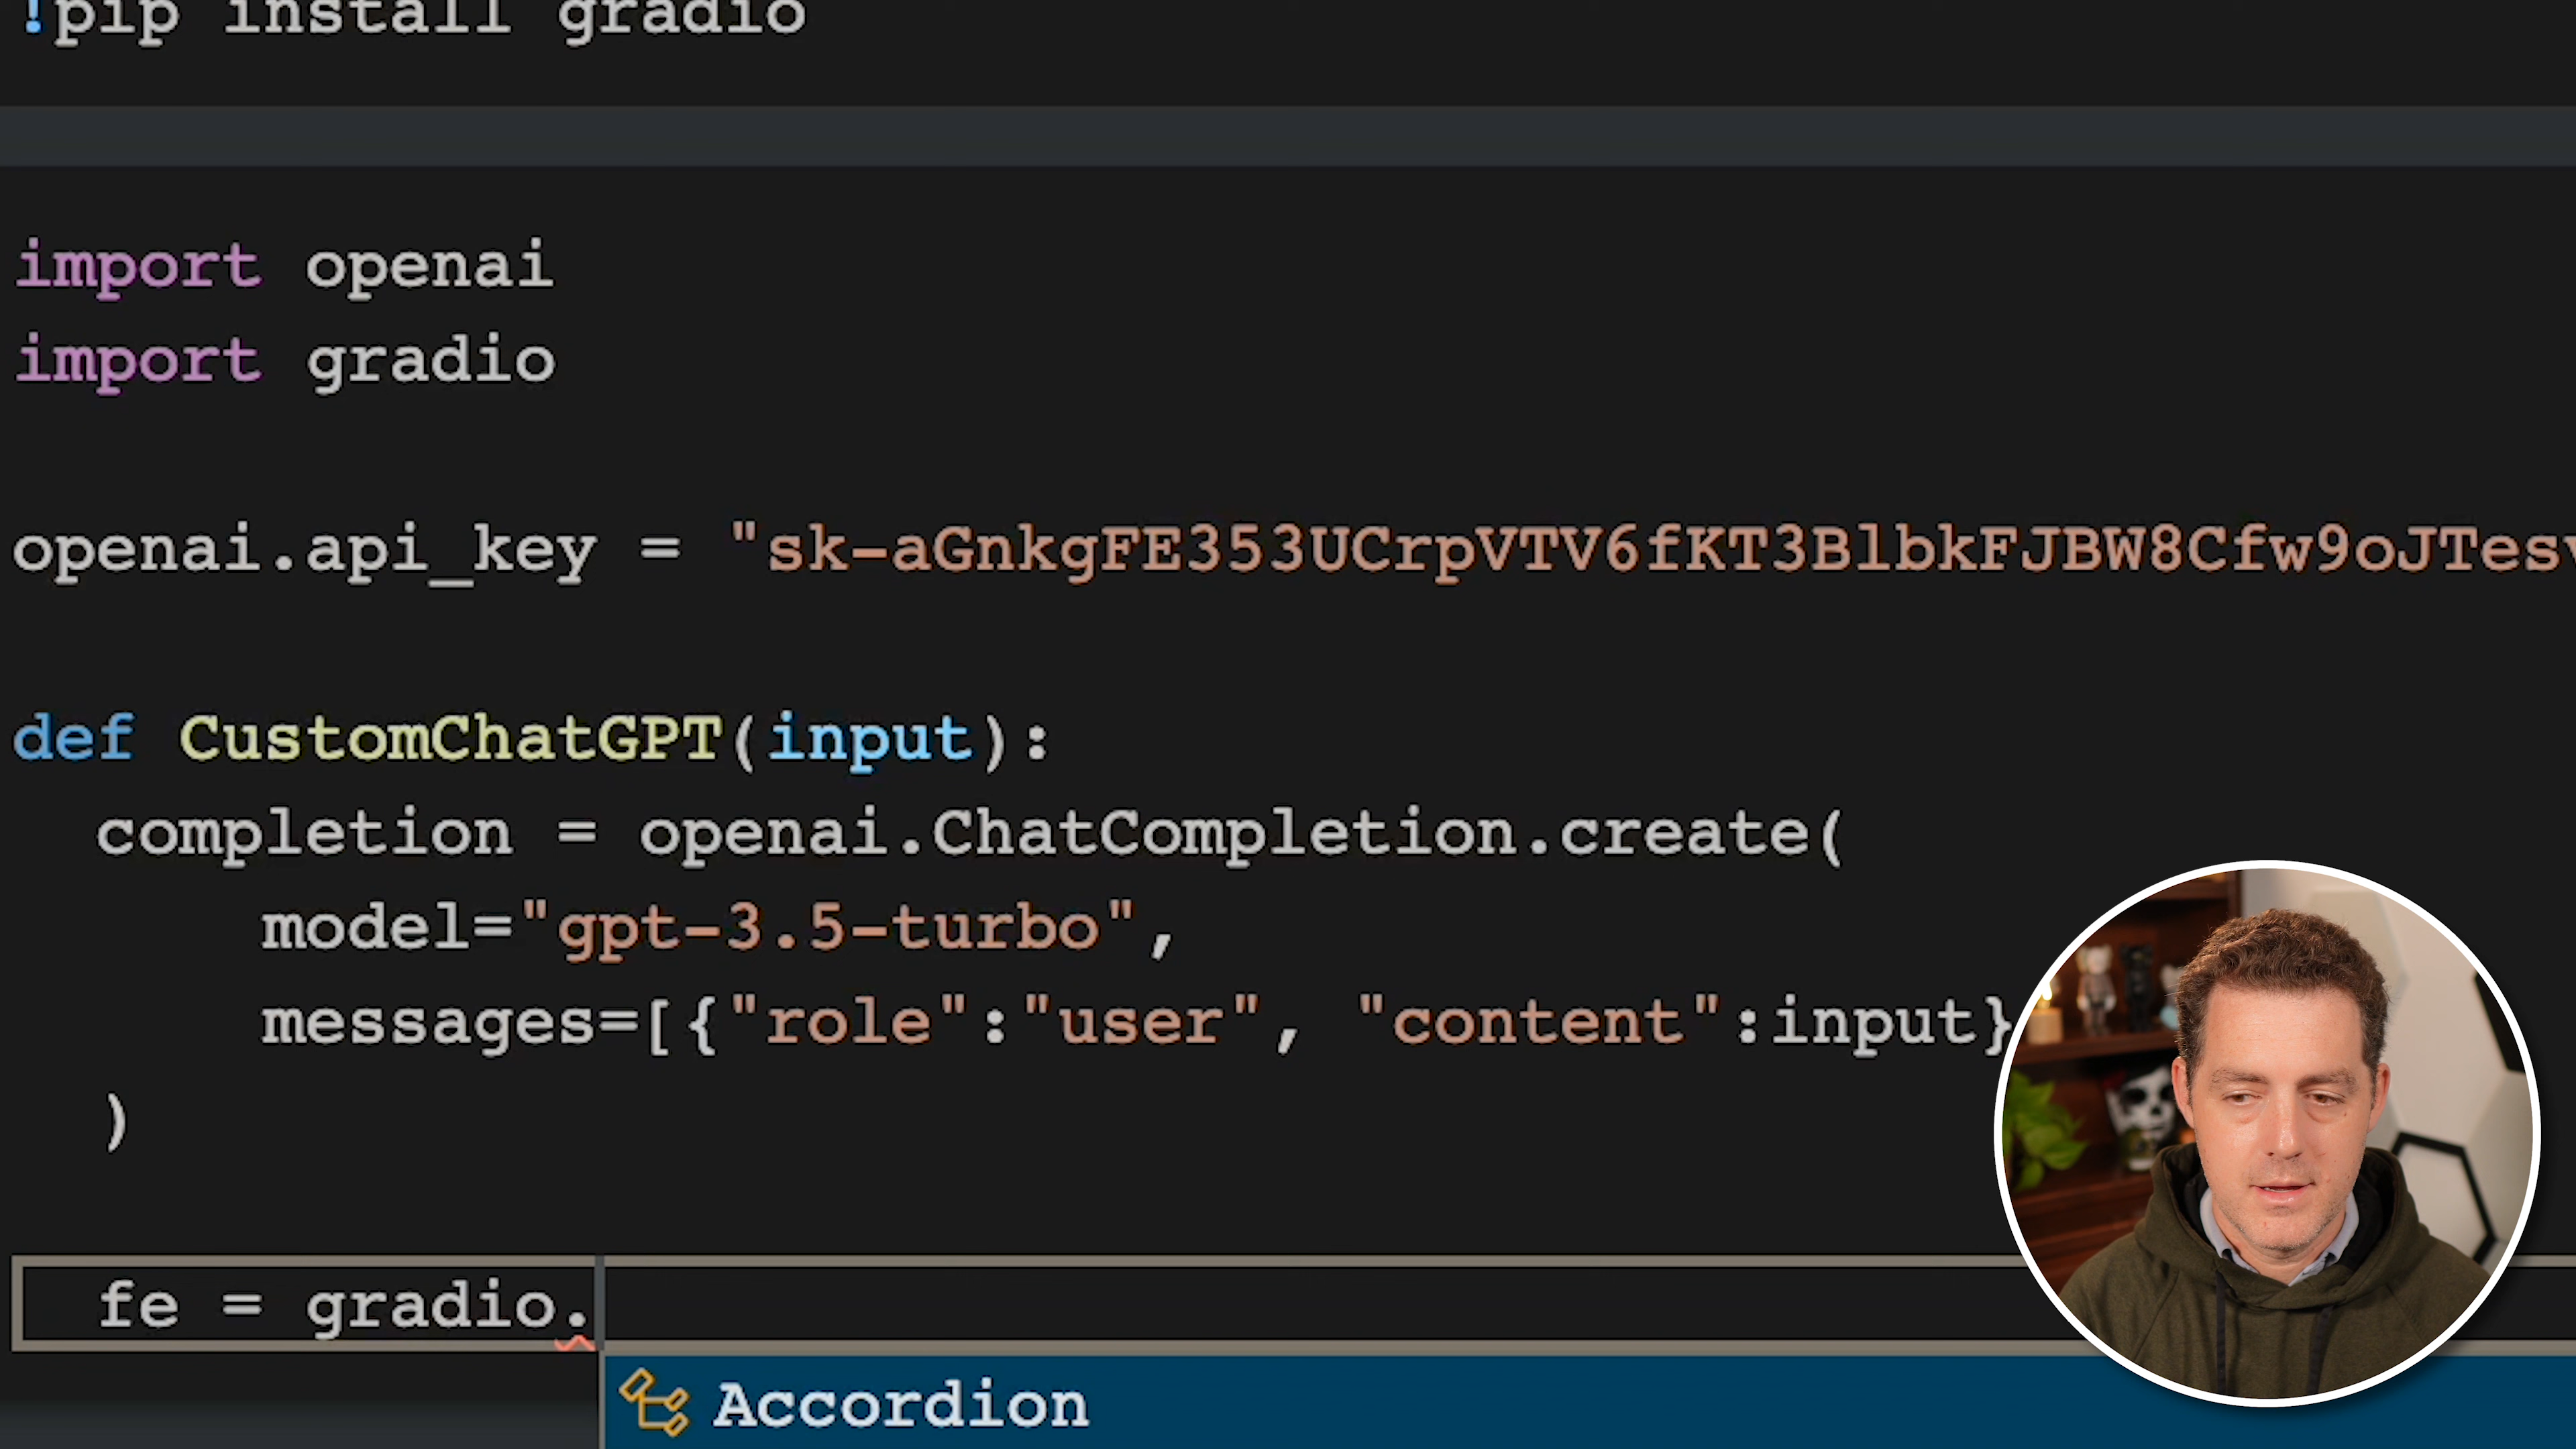 !pip install gradio
import openai
import gradio
openai.api_key = "sk-aGnkgFE353UCrpVTV6fKT3BlbkFJBW8Cfw9oJTes
def CustomChatGPT(input):
completion = openai.ChatCompletion.create(
model="gpt-3.5-turbo",
messages=[{"role":"user", "content":input}
)
fe = gradio.
Accordion